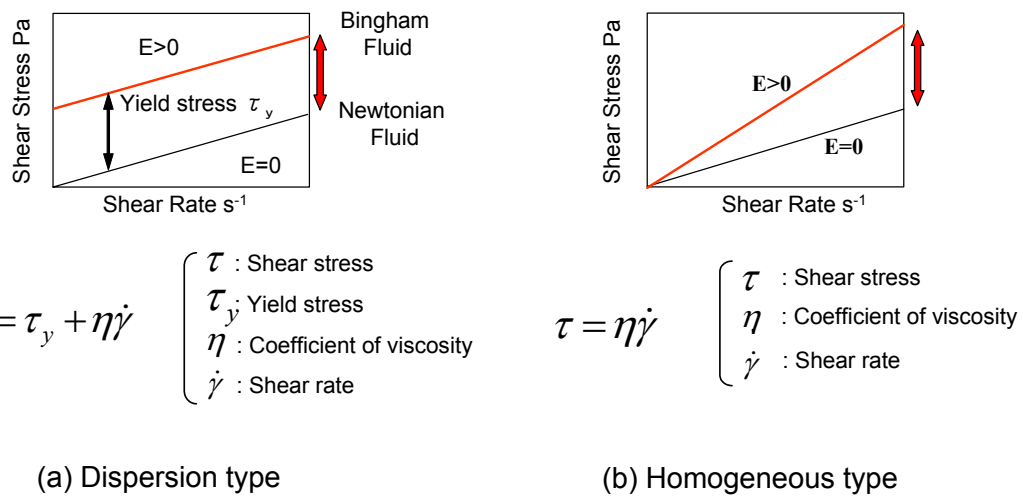 Shear Stress Pa
E>0
Yield stress τy
E=0
Bingham
Fluid
Newtonian
Fluid
Shear Rate s-1
= τy + ηγ̇
τ : Shear stress
τy : Yield stress
η : Coefficient of viscosity
γ̇ : Shear rate
(a) Dispersion type
Shear Stress Pa
E>0
E=0
Shear Rate s-1
τ = ηγ̇
τ : Shear stress
η : Coefficient of viscosity
γ̇ : Shear rate
(b) Homogeneous type